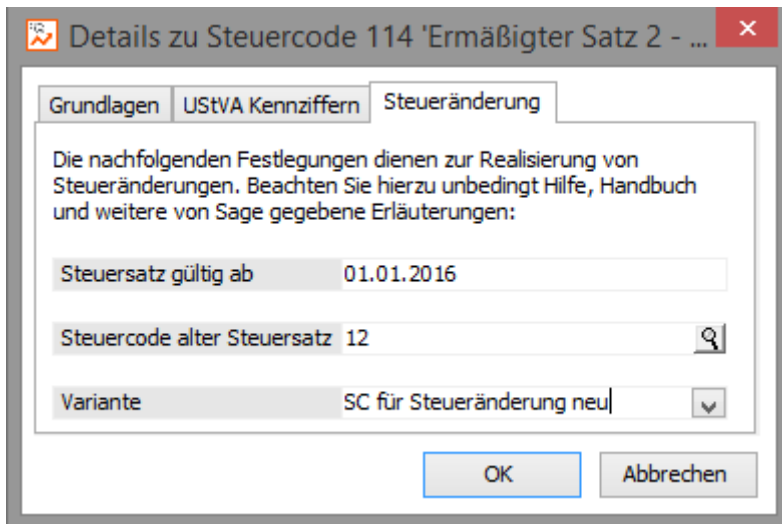 Details zu Steuercode 114 'Ermäßigter Satz 2 - ...
Grundlagen UStVA Kennziffern Steueränderung
Die nachfolgenden Festlegungen dienen zur Realisierung von
Steueränderungen. Beachten Sie hierzu unbedingt Hilfe, Handbuch
und weitere von Sage gegebene Erläuterungen:
Steuersatz gültig ab 01.01.2016
Steuercode alter Steuersatz 12
Variante SC für Steueränderung neu
OK Abbrechen